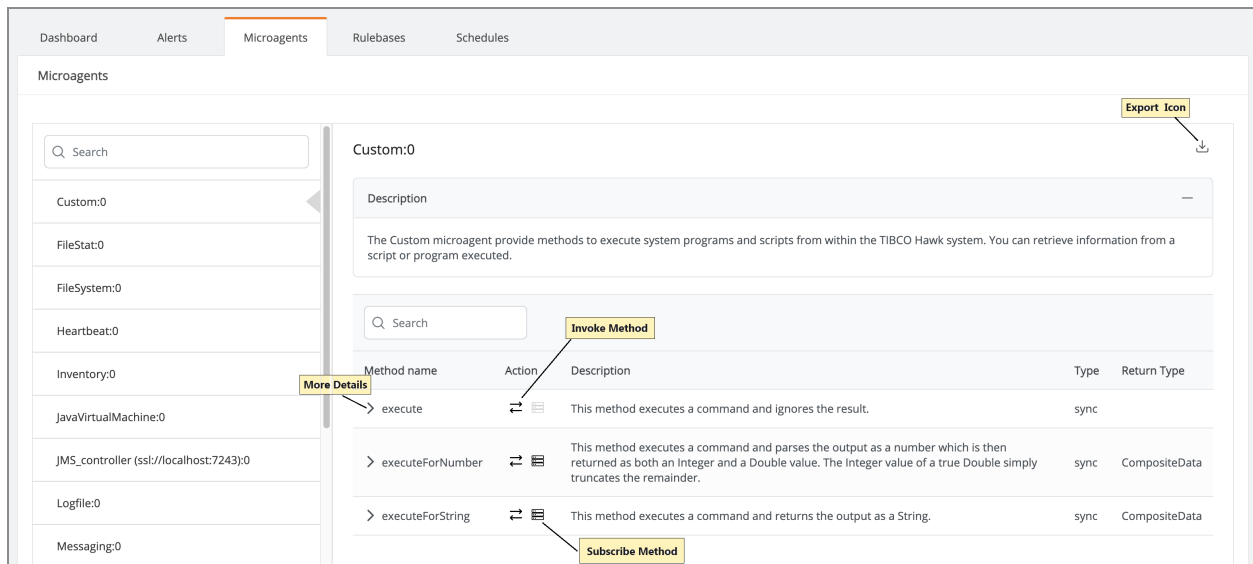 Dashboard Alerts Microagents Rulebases Schedules
Microagents
Export Icon
Search
Custom:0
FileStat:0
FileSystem:0
Heartbeat:0
Inventory:0
JavaVirtualMachine:0
JMS_controller (ssl://localhost:7243):0
Logfile:0
Messaging:0
Custom:0
Description
The Custom microagent provide methods to execute system programs and scripts from within the TIBCO Hawk system. You can retrieve information from a
script or program executed.
Search
Invoke Method
Method name Action Description Type Return Type
More Details
execute This method executes a command and ignores the result. sync
This method executes a command and parses the output as a number which is then
executeForNumber returned as both an Integer and a Double value. The Integer value of a true Double simply sync CompositeData
truncates the remainder.
executeForString This method executes a command and returns the output as a String. sync CompositeData
Subscribe Method